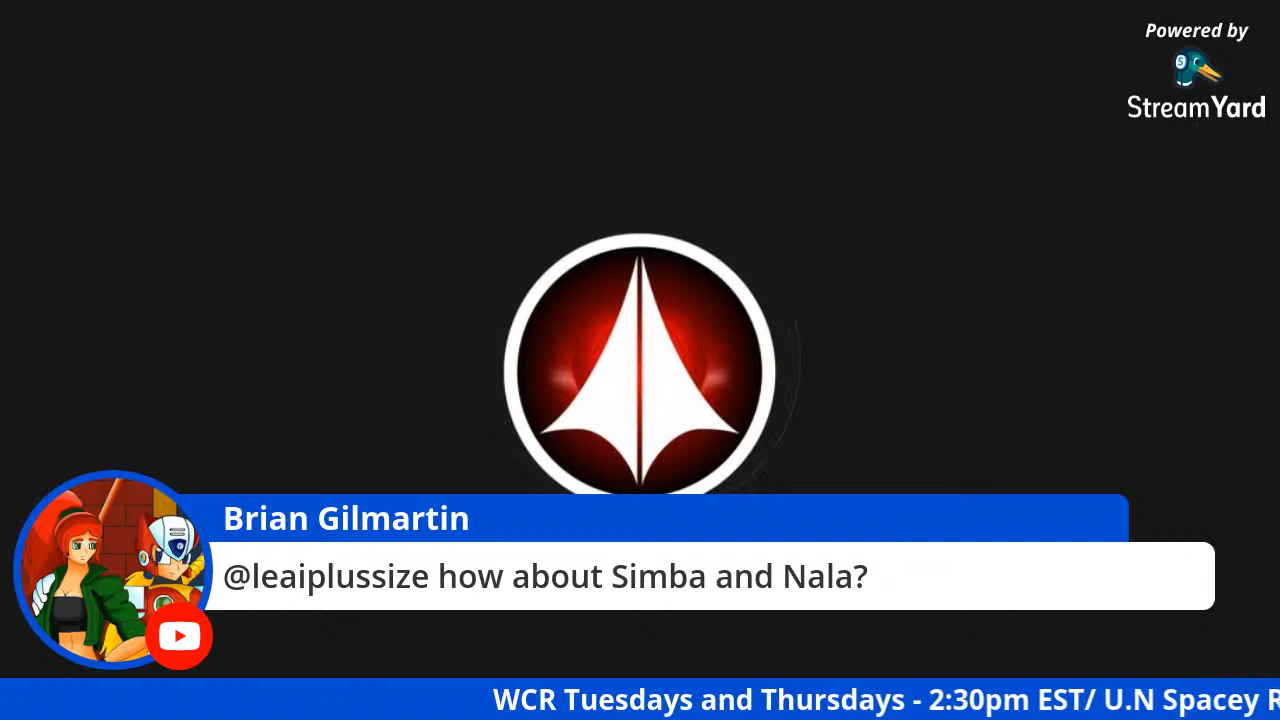 Powered by
StreamYard
Brian Gilmartin
@leaiplussize how about Simba and Nala?
WCR Tuesdays and Thursdays - 2:30pm EST/ U.N Spacey